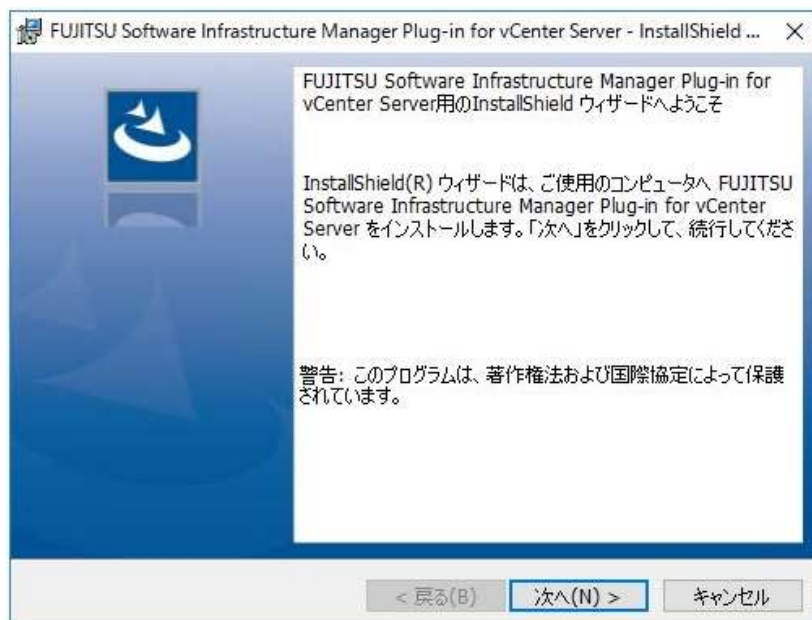 FUJITSU Software Infrastructure Manager Plug-in for vCenter Server - InstallShield ...
FUJITSU Software Infrastructure Manager Plug-in for
vCenter Server用のInstallShield ウィザードへようこそ
InstallShield(R) ウィザードは、ご使用のコンピュータへ FUJITSU
Software Infrastructure Manager Plug-in for vCenter
Server をインストールします。「次へ」をクリックして、続行してくださ
い。
警告: このプログラムは、著作権法および国際協定によって保護
されています。
< 戻る(B)
次へ(N) >
キャンセル